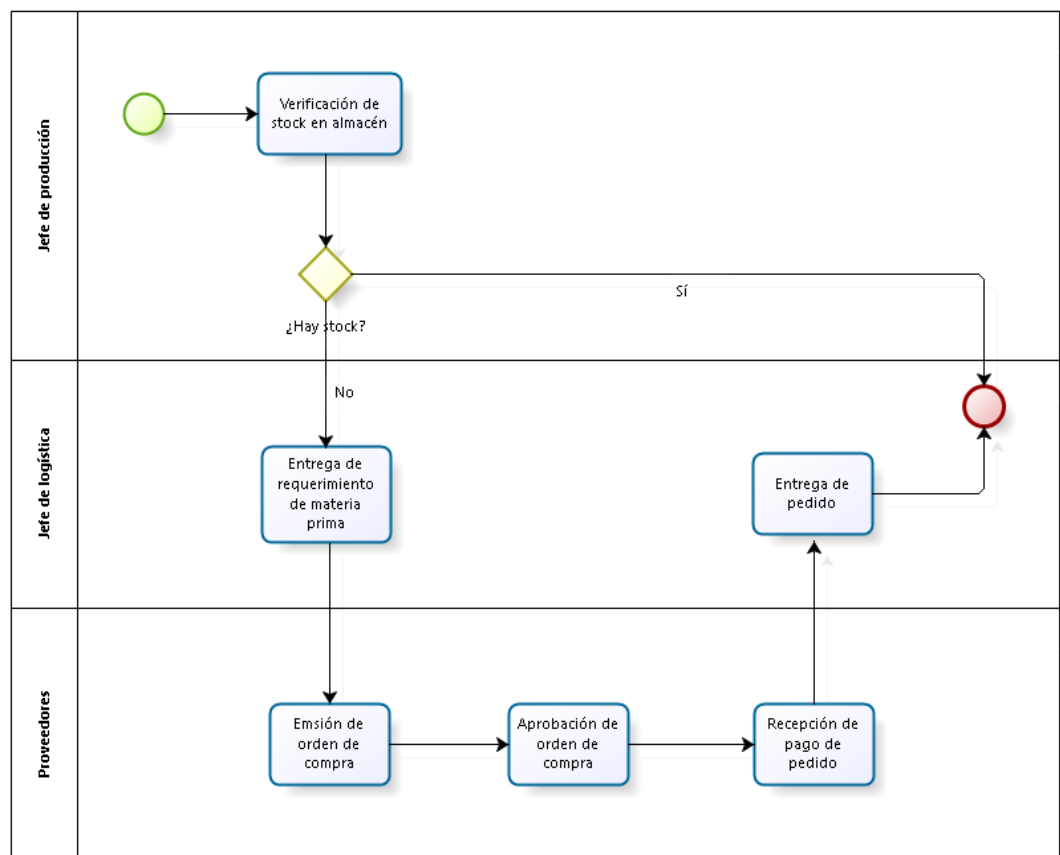 Jefe de producción
Verificación de
stock en almacén
¿Hay stock?
Sí
Jefe de logística
No
Entrega de
requerimiento
de materia
prima
Entrega de
pedido
Proveedores
Emsión de
orden de
compra
Aprobación de
orden de
compra
Recepción de
pago de
pedido